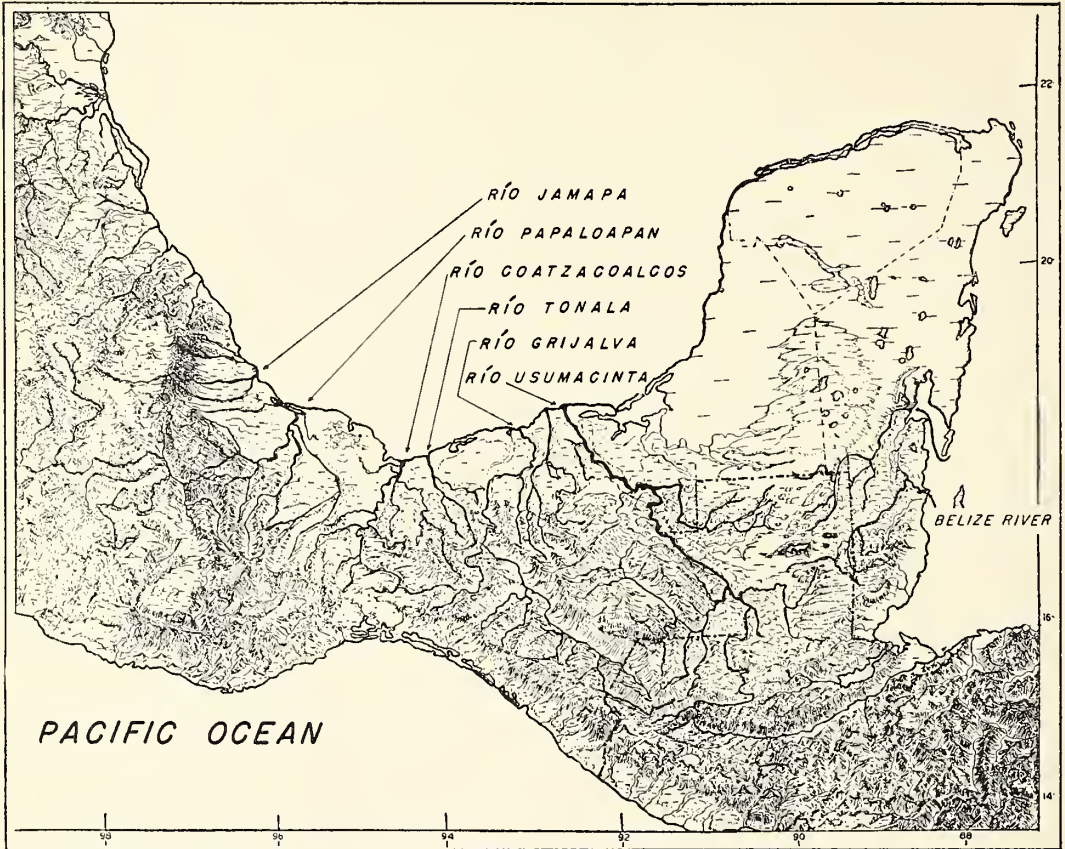 22
RÍO JAMAPA
RÍO PAPALOAPAN
20
RÍO COATZACOALCOS
RÍO TONALA
RÍO GRIJALVA
RÍO USUMACINTA
BELIZE RIVER
16
PACIFIC OCEAN
14
98
96
94
92
90
88